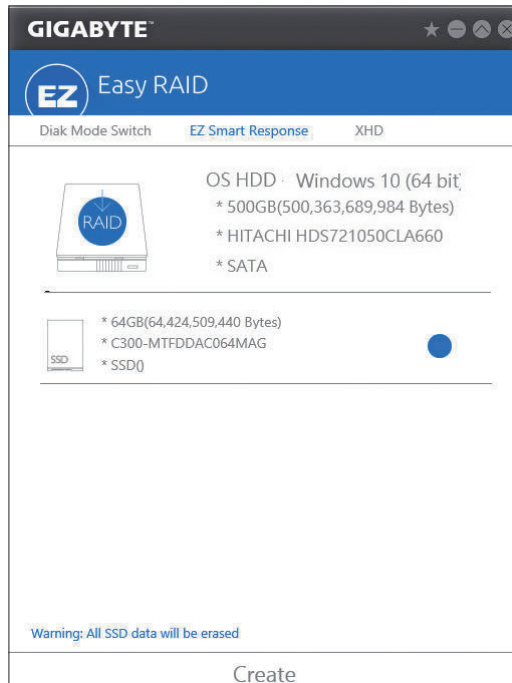 GIGABYTE™
EZ Easy RAID
Diak Mode Switch EZ Smart Response XHD
OS HDD · Windows 10 (64 bit)
RAID
* 500GB(500,363,689,984 Bytes)
* HITACHI HDS721050CLA660
* SATA
* 64GB(64,424,509,440 Bytes)
* C300-MTFDDAC064MAG
SSD
* SSD()
Warning: All SSD data will be erased
Create